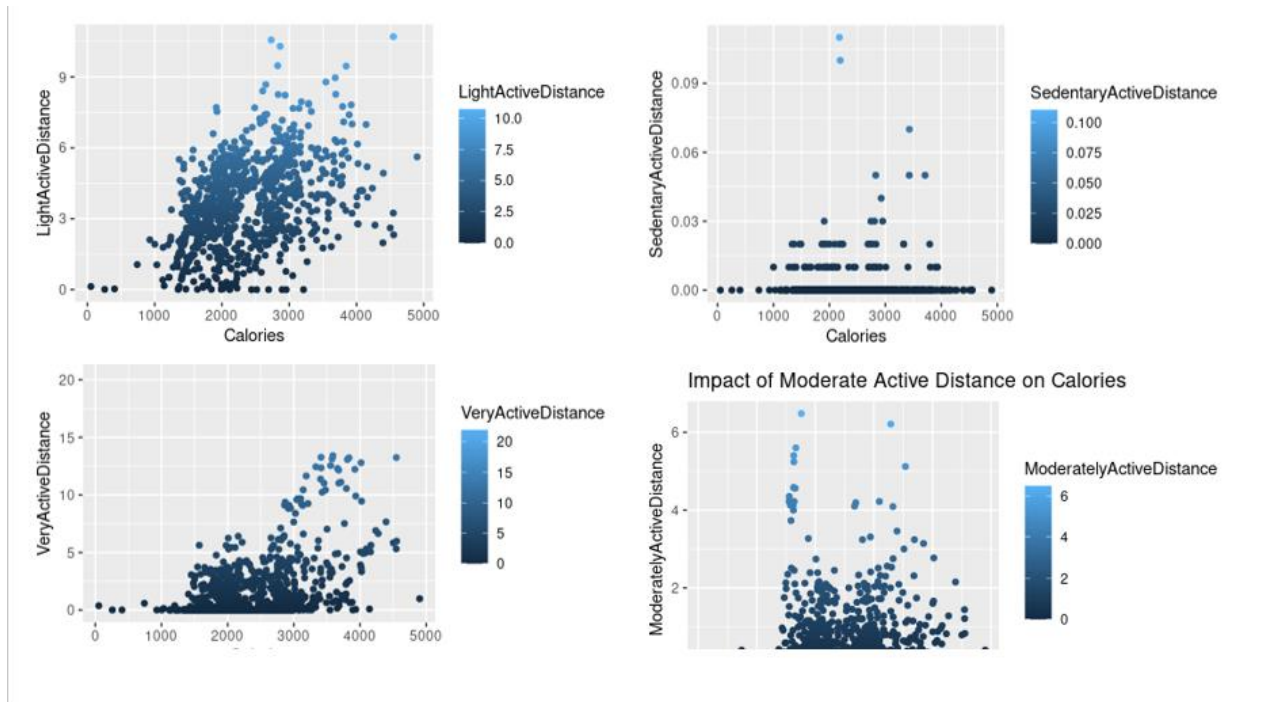 LightActiveDistance
9
6
3
0
0 1000 2000 3000 4000 5000
Calories
LightActiveDistance
10.0
7.5
5.0
2.5
0.0
SedentaryActiveDistance
0.09
0.06
0.03
0.00
0 1000 2000 3000 4000 5000
Calories
SedentaryActiveDistance
0.100
0.075
0.050
0.025
0.000
VeryActiveDistance
20
15
10
5
0
0 1000 2000 3000 4000 5000
VeryActiveDistance
20
15
10
5
0
Impact of Moderate Active Distance on Calories
ModeratelyActiveDistance
6
4
2
ModeratelyActiveDistance
6
4
2
0